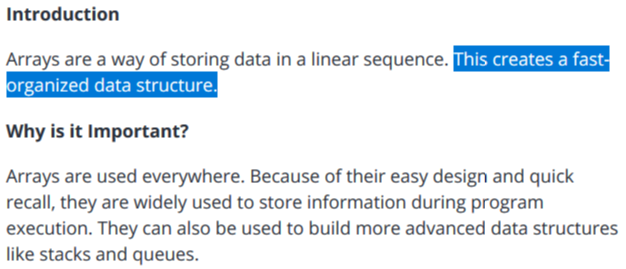 Introduction
Arrays are a way of storing data in a linear sequence. This creates a fast-
organized data structure.
Why is it Important?
Arrays are used everywhere. Because of their easy design and quick
recall, they are widely used to store information during program
execution. They can also be used to build more advanced data structures
like stacks and queues.